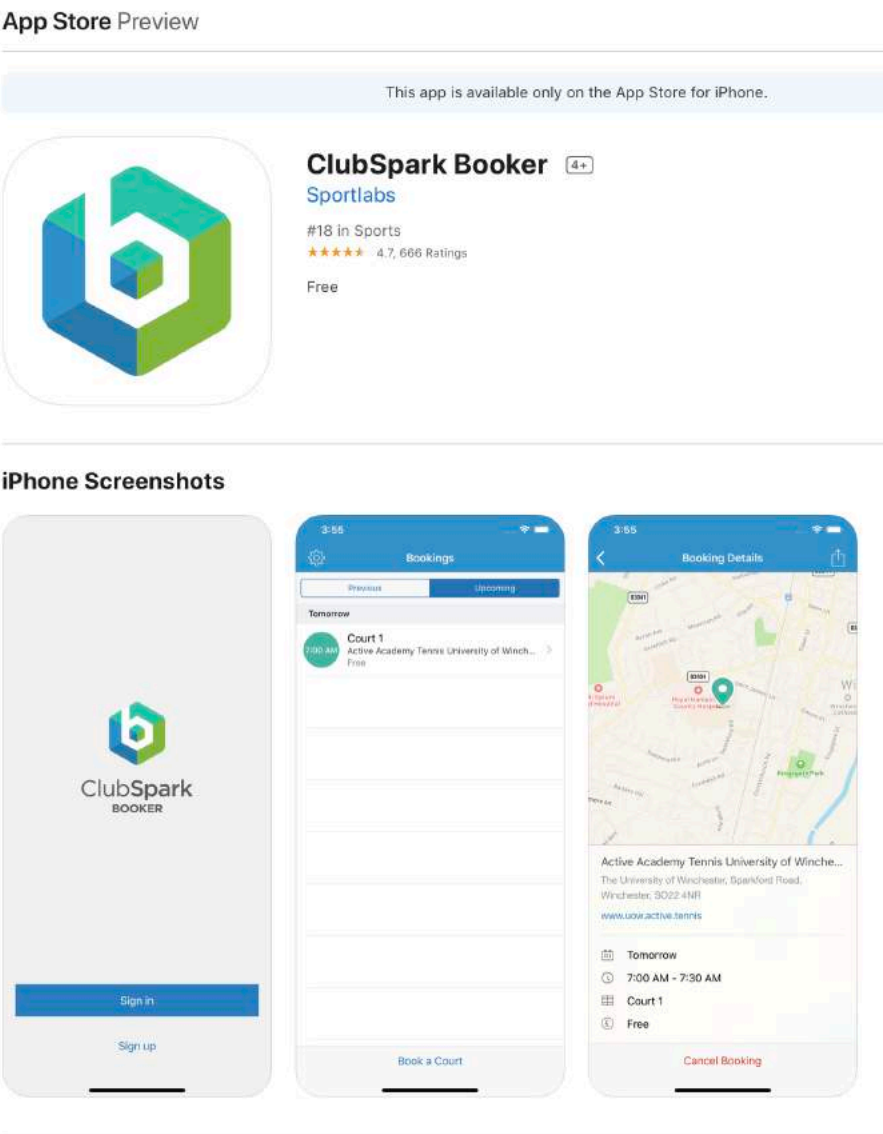 App Store Preview
This app is available only on the App Store for iPhone.
ClubSpark Booker 4+
Sportlabs
#18 in Sports
4.7, 666 Ratings
Free
iPhone Screenshots
ClubSpark
BOOKER
Sign in
Sign up
3:55
Bookings
Previous
Upcoming
Tomorrow
7:00 AM
Court 1
Active Academy Tennis University of Winch...
Free
Book a Court
3:55
Booking Details
B3041
Active Academy Tennis University of Winche...
The University of Winchester, Sparkford Road,
Winchester, SO22 4NR
www.uow.active.tennis
Tomorrow
7:00 AM - 7:30 AM
Court 1
Free
Cancel Booking